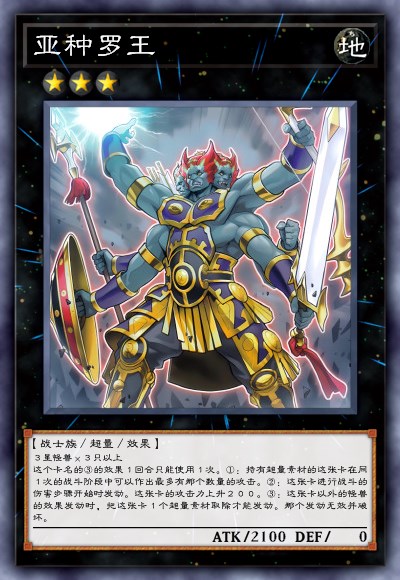 亚种罗王
地
【战士族／超量／效果】
３星怪兽×３只以上
这个卡名的③的效果１回合只能使用１次。①：持有超量素材的这张卡在同
１次的战斗阶段中可以作出最多有那个数量的攻击。②：这张卡进行战斗的
伤害步骤开始时发动。这张卡的攻击力上升２００。③：这张卡以外的怪兽
的效果发动时，把这张卡１个超量素材取除才能发动。那个发动无效并破
坏。
ATK/2100 DEF/ 0